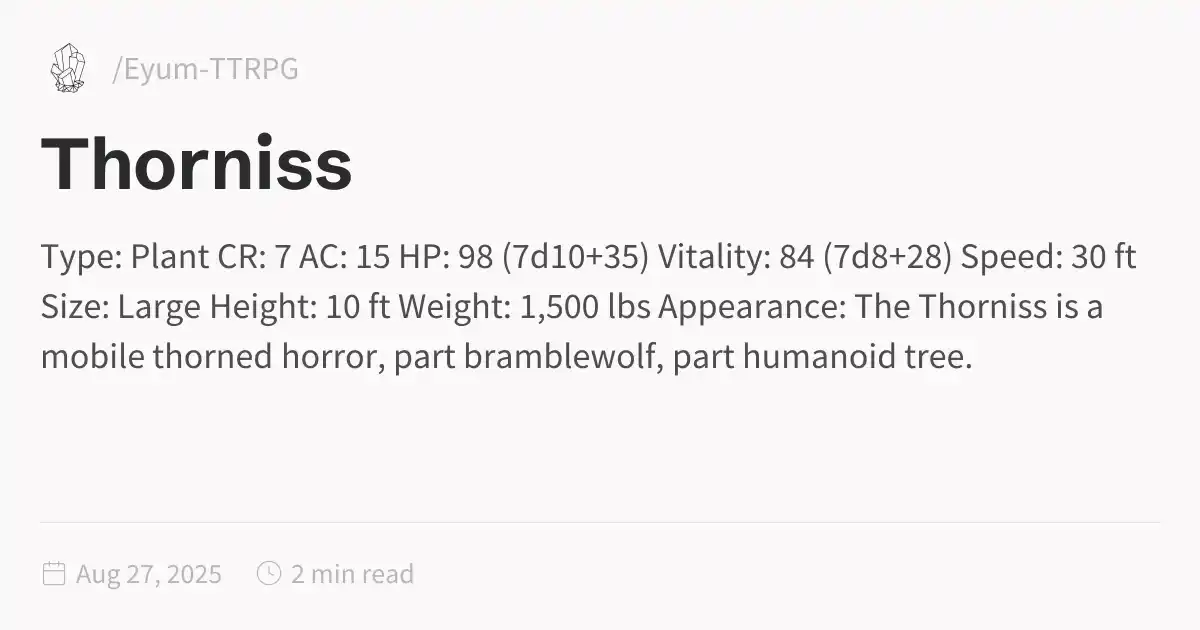 /Eyum-TTRPG
Thorniss
Type: Plant CR: 7 AC: 15 HP: 98 (7d10+35) Vitality: 84 (7d8+28) Speed: 30 ft
Size: Large Height: 10 ft Weight: 1,500 lbs Appearance: The Thorniss is a
mobile thorned horror, part bramblewolf, part humanoid tree.
Aug 27, 2025 2 min read